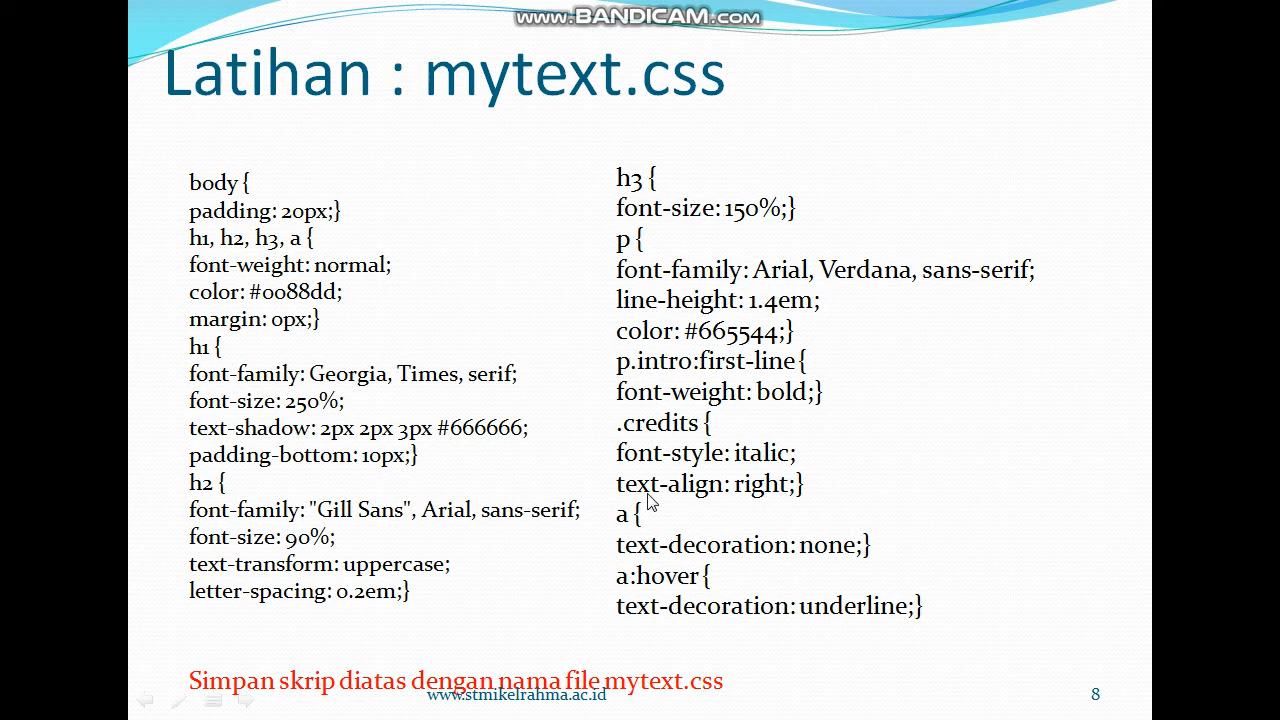 www.BANDICAM.com
Latihan : mytext.css
body {
padding: 20px;}
h1, h2, h3, a {
font-weight: normal;
color: #0088dd;
margin: 0px;}
h1 {
font-family: Georgia, Times, serif;
font-size: 250%;
text-shadow: 2px 2px 3px #666666;
padding-bottom: 10px;}
h2 {
font-family: "Gill Sans", Arial, sans-serif;
font-size: 90%;
text-transform: uppercase;
letter-spacing: 0.2em;}
h3 {
font-size: 150%;}
p {
font-family: Arial, Verdana, sans-serif;
line-height: 1.4em;
color: #665544;}
p.intro:first-line {
font-weight: bold;}
.credits {
font-style: italic;
text-align: right;}
a {
text-decoration: none;}
a:hover {
text-decoration: underline;}
Simpan skrip diatas dengan nama file mytext.css
www.stmikelrahma.ac.id
8